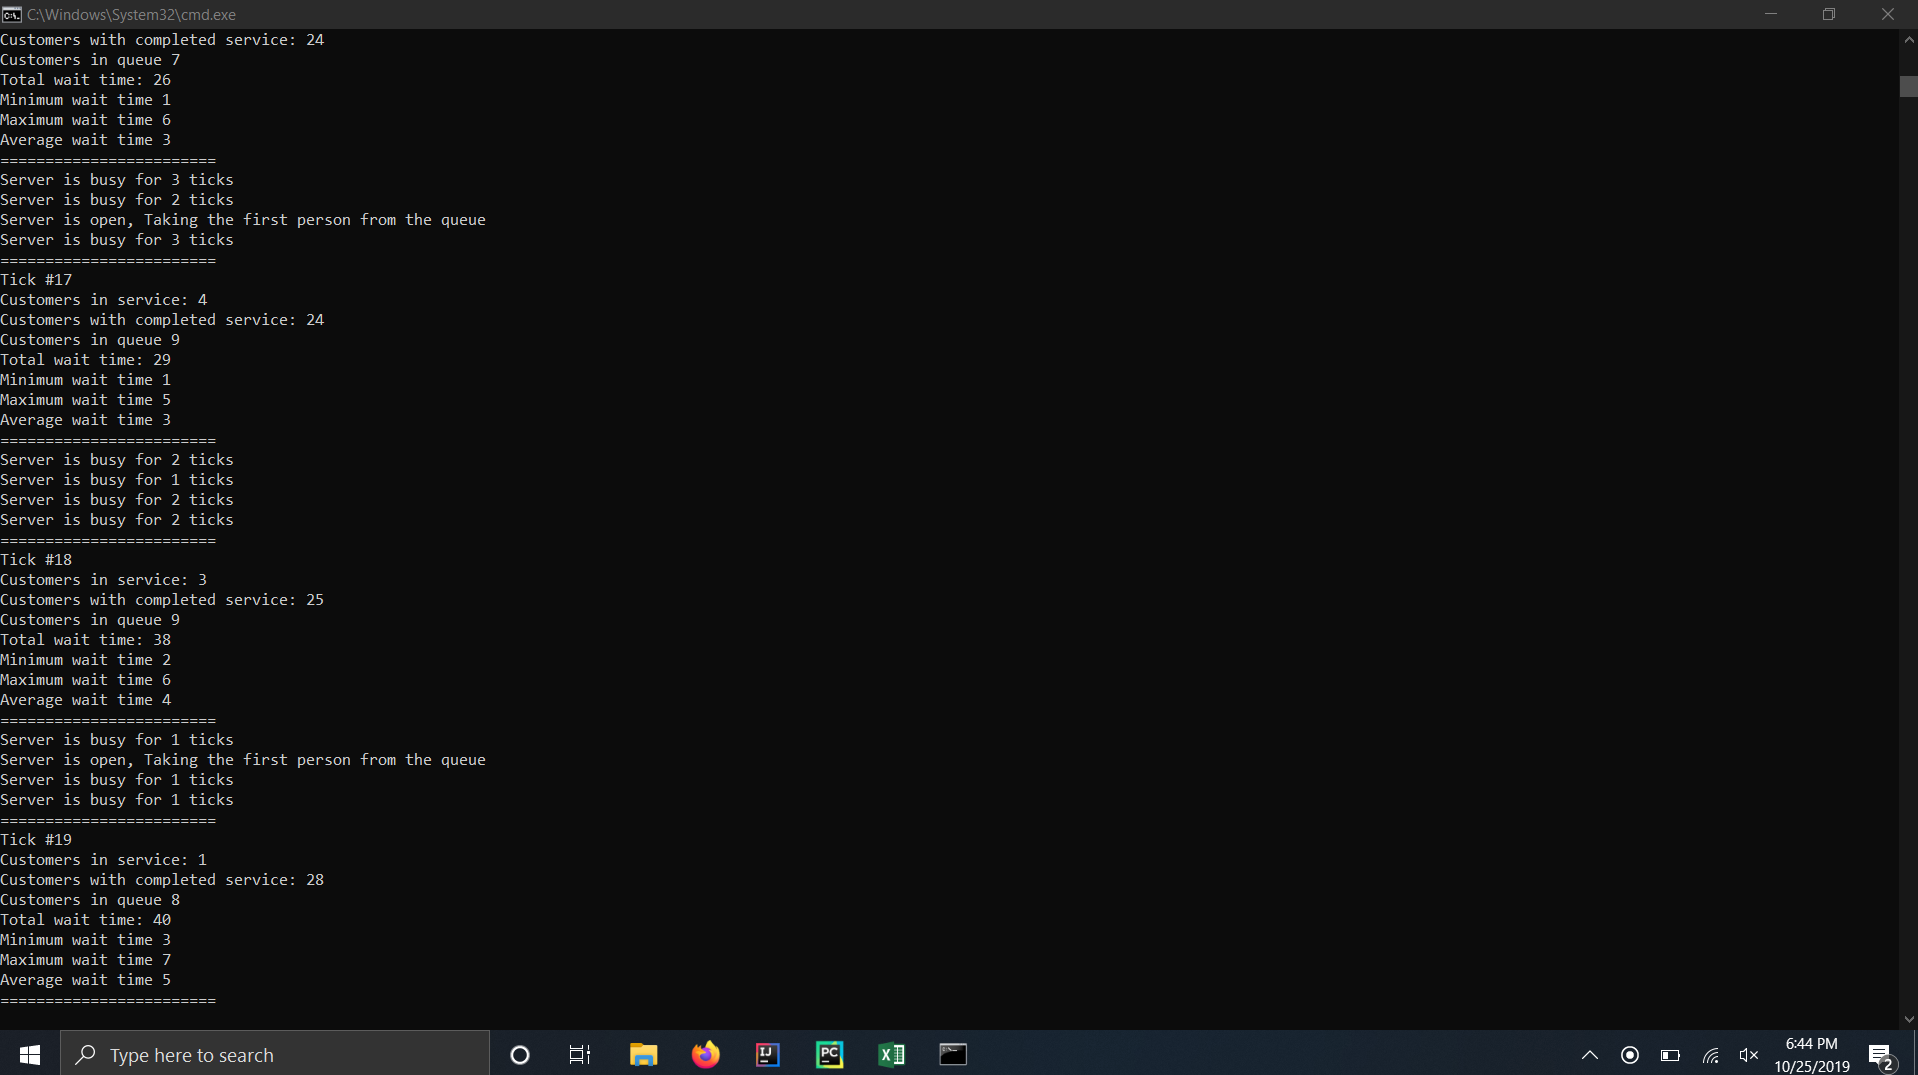 C:\Windows\System32\cmd.exe
Customers with completed service: 24
Customers in queue 7
Total wait time: 26
Minimum wait time 1
Maximum wait time 6
Average wait time 3
========================
Server is busy for 3 ticks
Server is busy for 2 ticks
Server is open, Taking the first person from the queue
Server is busy for 3 ticks
========================
Tick #17
Customers in service: 4
Customers with completed service: 24
Customers in queue 9
Total wait time: 29
Minimum wait time 1
Maximum wait time 5
Average wait time 3
========================
Server is busy for 2 ticks
Server is busy for 1 ticks
Server is busy for 2 ticks
Server is busy for 2 ticks
========================
Tick #18
Customers in service: 3
Customers with completed service: 25
Customers in queue 9
Total wait time: 38
Minimum wait time 2
Maximum wait time 6
Average wait time 4
========================
Server is busy for 1 ticks
Server is open, Taking the first person from the queue
Server is busy for 1 ticks
Server is busy for 1 ticks
========================
Tick #19
Customers in service: 1
Customers with completed service: 28
Customers in queue 8
Total wait time: 40
Minimum wait time 3
Maximum wait time 7
Average wait time 5
========================
Type here to search
IJ
PC
X
6:44 PM
10/25/2019
2